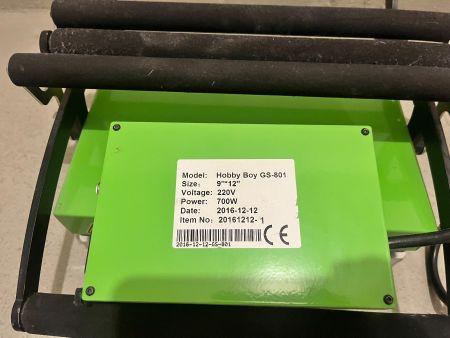 Model: Hobby Boy GS-801
Size: 9"*12"
Voltage: 220V
Power: 700W
Date: 2016-12-12
Item No: 20161212- 1
CE
2016-12-12-GS-801